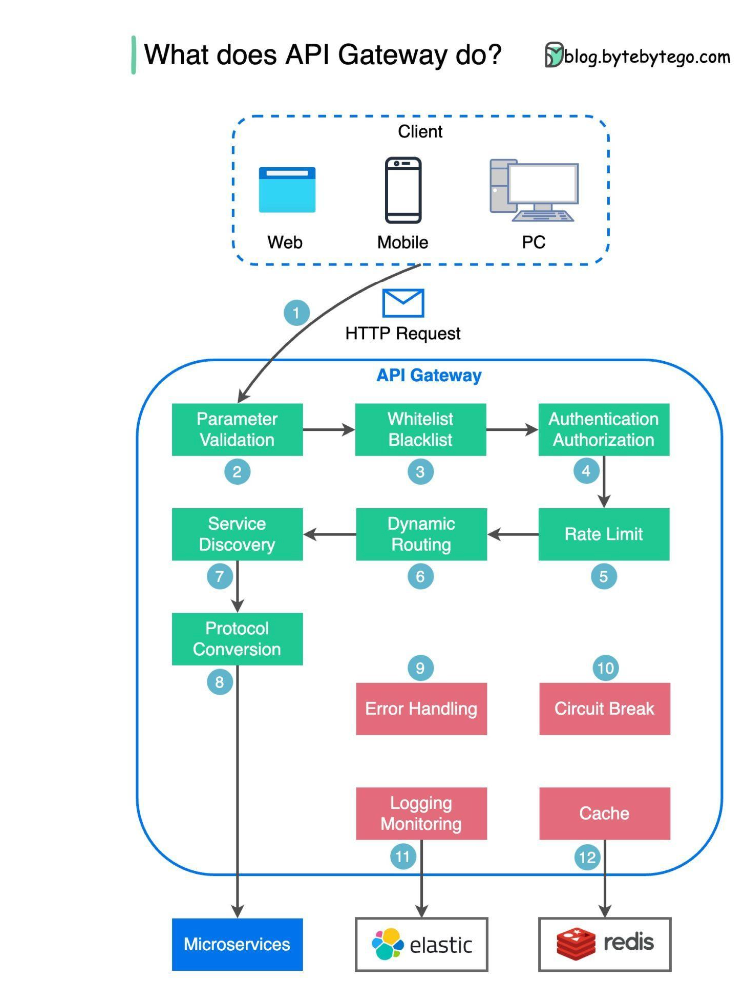 What does API Gateway do?
blog.bytebytego.com
Client
Web
Mobile
PC
1
HTTP Request
API Gateway
Parameter
Validation
2
Whitelist
Blacklist
3
Authentication
Authorization
4
Rate Limit
5
Dynamic
Routing
6
Service
Discovery
7
Protocol
Conversion
8
9
Error Handling
10
Circuit Break
Logging
Monitoring
11
Cache
12
Microservices
elastic
redis